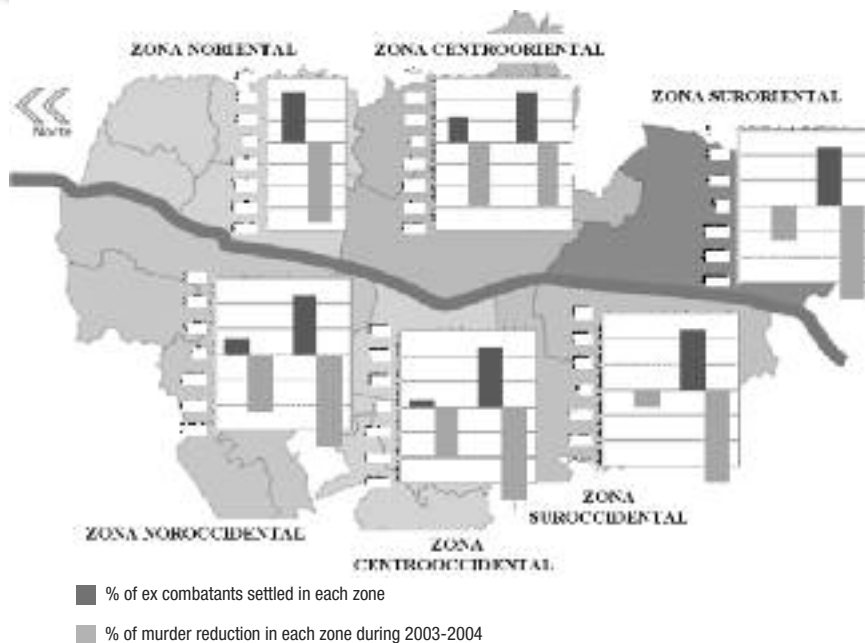 ZONA NORIENTAL
ZONA CENTROORIENTAL
ZONA SURORIENTAL
Norte
ZONA NOROCCIDENTAL
ZONA
CENTROOCCIDENTAL
ZONA
SUROCCIDENTAL
% of ex combatants settled in each zone
% of murder reduction in each zone during 2003-2004